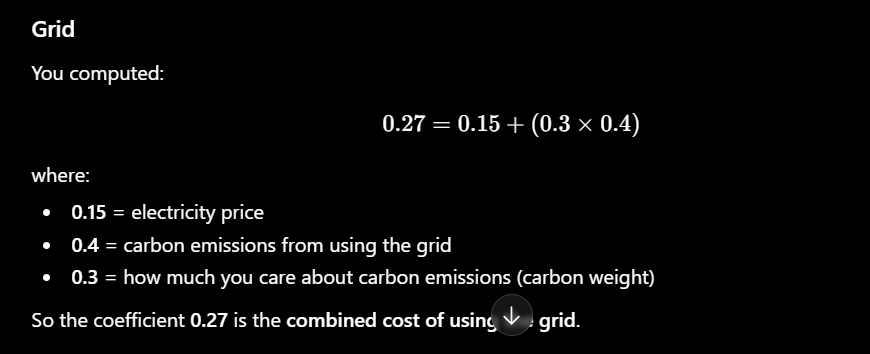 Grid
You computed:
0.27 = 0.15 + (0.3 × 0.4)
where:
• 0.15 = electricity price
• 0.4 = carbon emissions from using the grid
• 0.3 = how much you care about carbon emissions (carbon weight)
So the coefficient 0.27 is the combined cost of using grid.